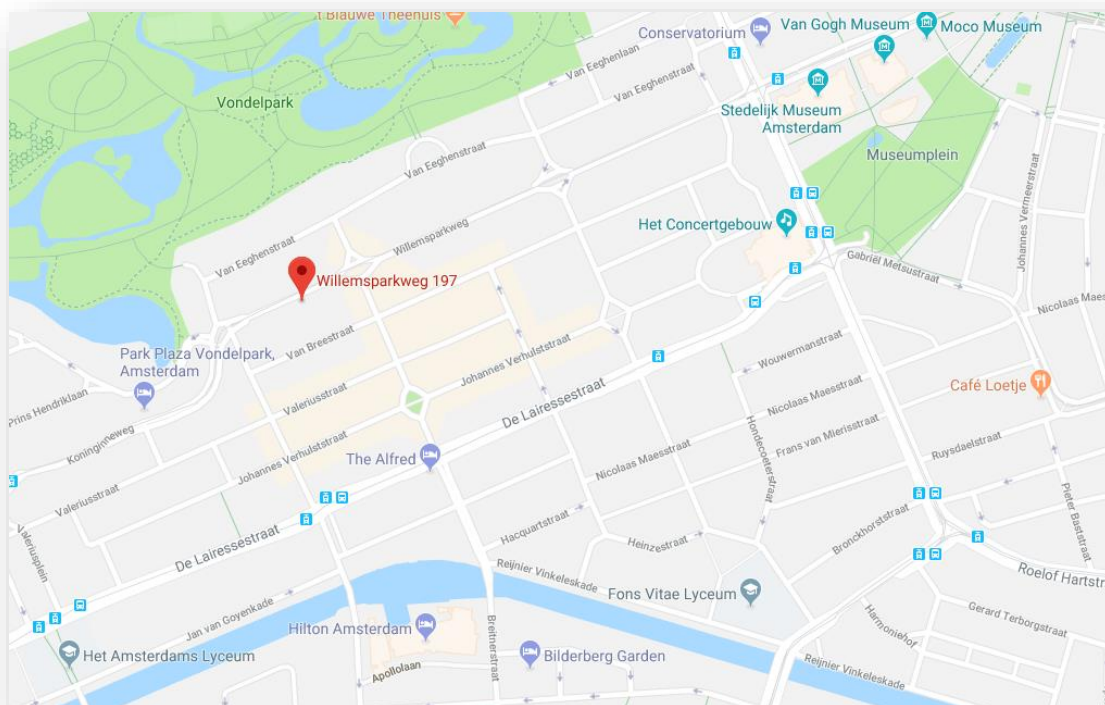 't Blauwe Theehuis
Conservatorium
Van Gogh Museum
Moco Museum
Van Eeghenlaan
Van Eeghenstraat
Vondelpark
Stedelijk Museum
Amsterdam
Museumplein
Van Eeghenstraat
Johannes Vermeerstraat
Willemsparkweg
Het Concertgebouw
Van Eeghenstraat
Gabriël Metsustraat
Willemsparkweg 197
Nicolaas Maes
Van Breestraat
Johannes Verhulststraat
Wouwermanstraat
Park Plaza Vondelpark,
Amsterdam
Prins Hendriklaan
Valeriusstraat
De Lairessestraat
Nicolaas Maesstraat
Café Loetje
Koninginneweg
Johannes Verhulststraat
The Alfred
Nicolaas Maesstraat
Hondecoeterstraat
Frans van Mierisstraat
Ruysdaelstraat
Valeriusstraat
Valeriusplein
De Lairessestraat
Hacquartstraat
Heinzestraat
Bronckhorststraat
Pieter Baststraat
Reijnier Vinkeleskade
Fons Vitae Lyceum
Roelof Hartstr
Jan van Goyenkade
Hilton Amsterdam
Breitnerstraat
Harmoniehof
Gerard Terborgstraat
Het Amsterdams Lyceum
Apollolaan
Bilderberg Garden
Reijnier Vinkeleskade